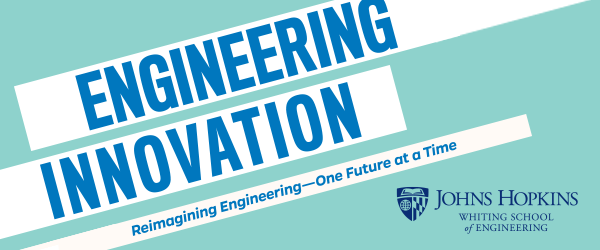 ENGINEERING
INNOVATION
Reimagining Engineering—One Future at a Time
JOHNS HOPKINS
WHITING SCHOOL
of ENGINEERING